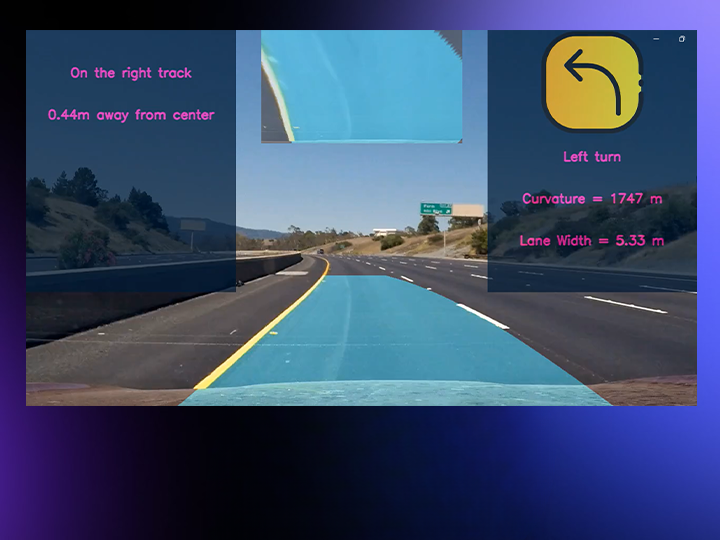 On the right track
0.44m away from center
Left turn
Curvature = 1747 m
Lane Width = 5.33 m